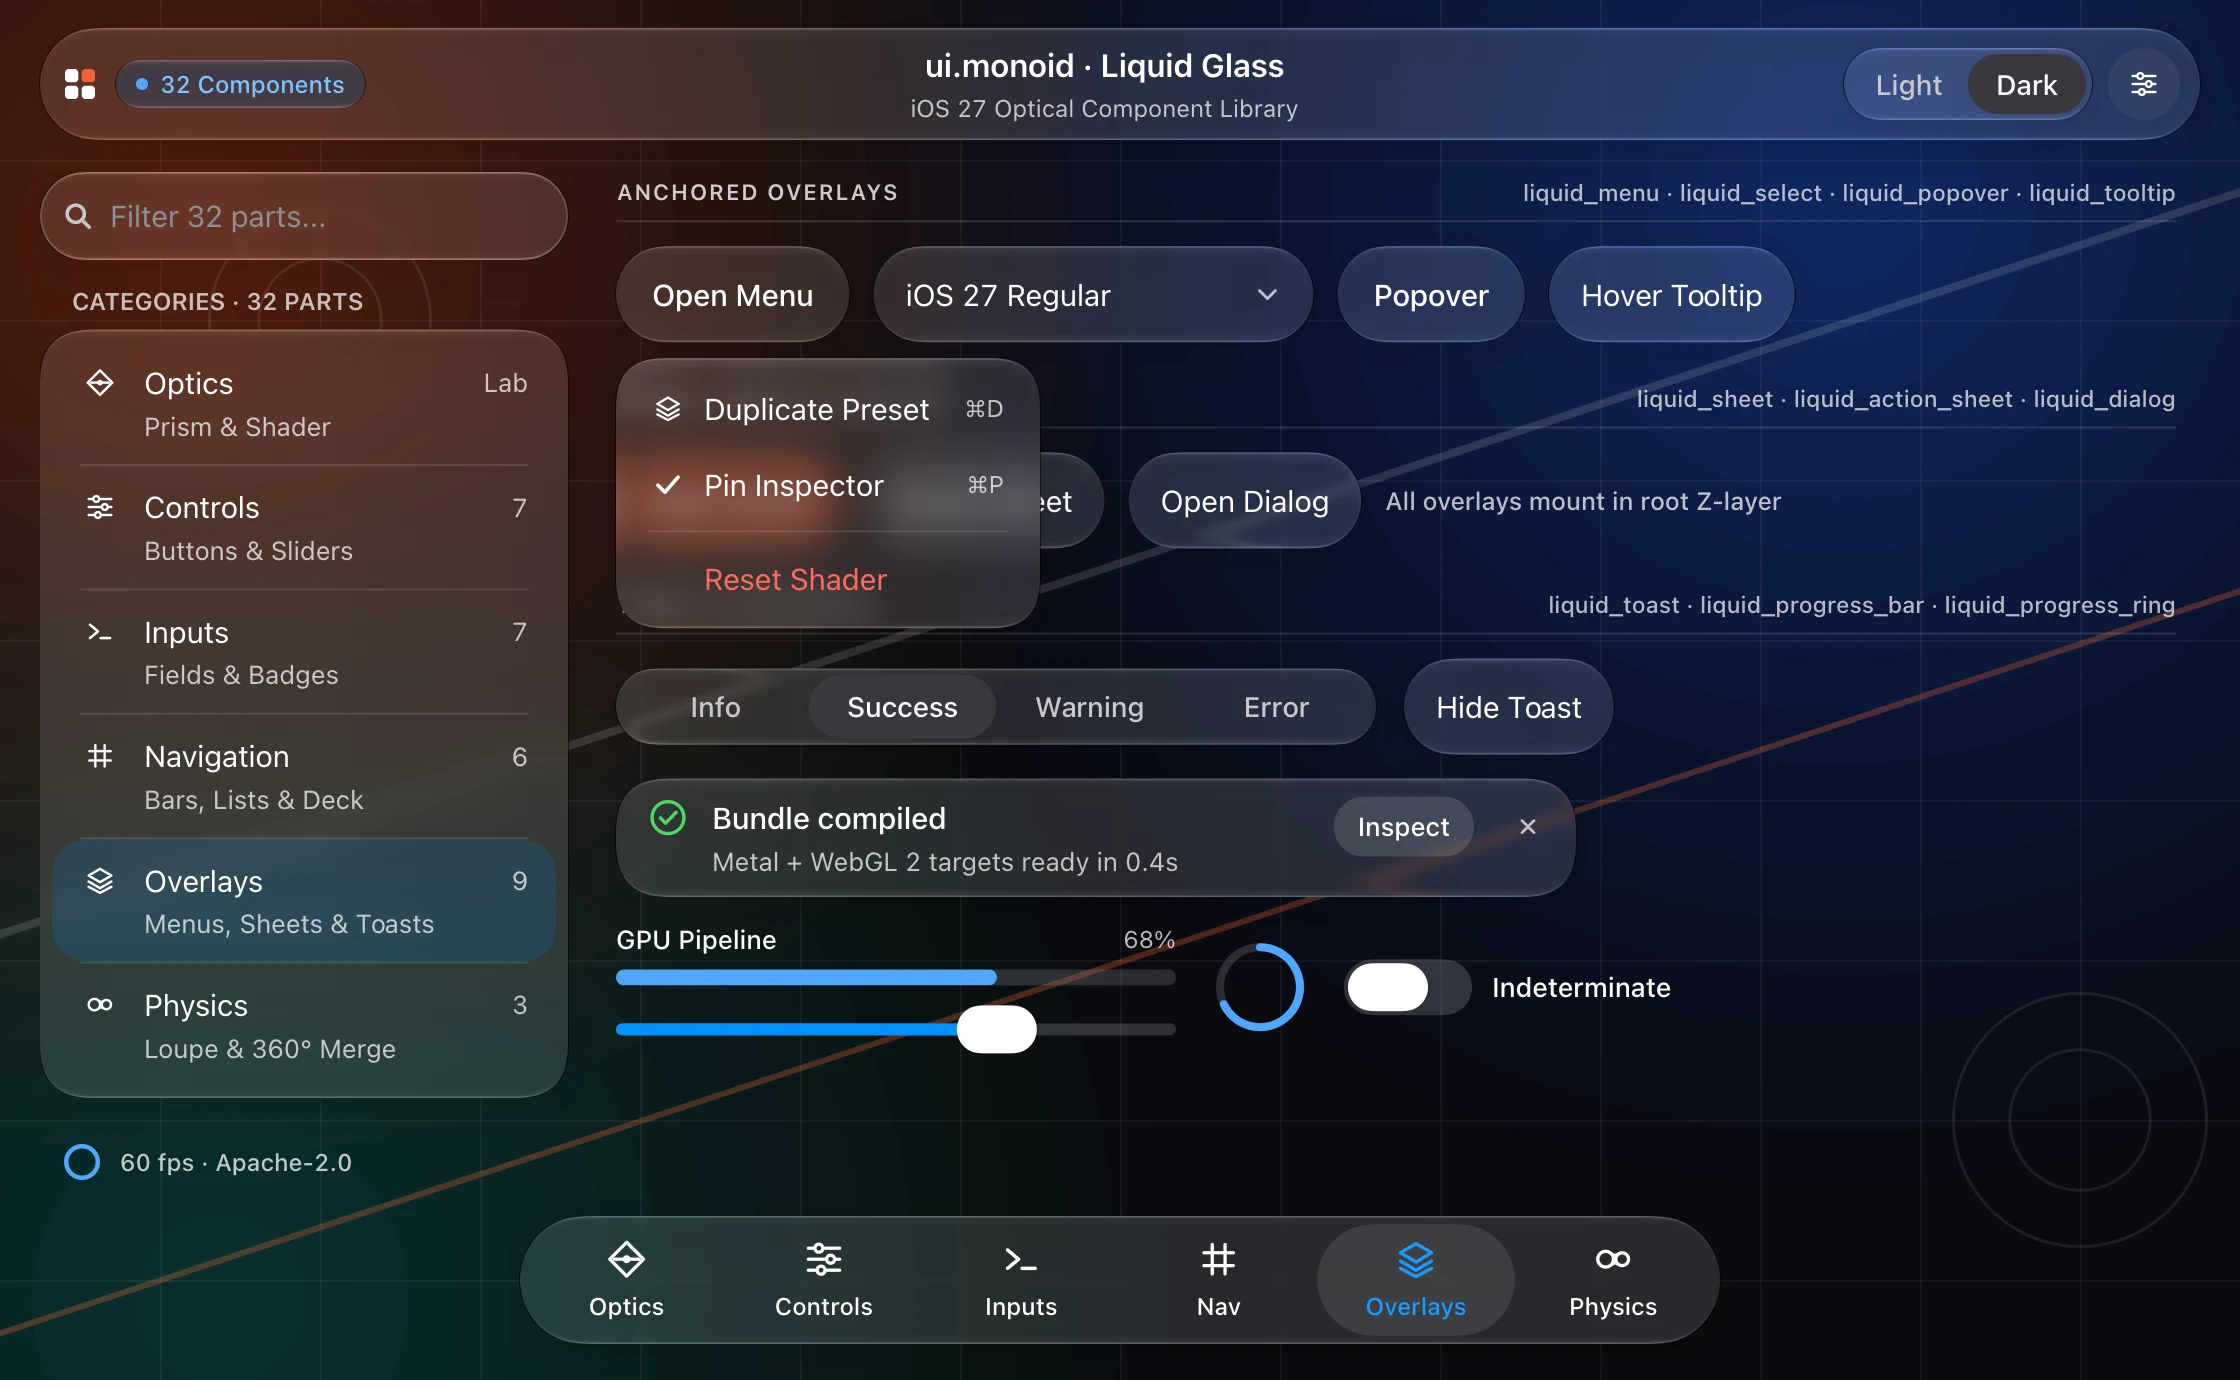 32 Components
ui.monoid · Liquid Glass
iOS 27 Optical Component Library
Light
Dark
Filter 32 parts...
CATEGORIES · 32 PARTS
Optics
Lab
Prism & Shader
Controls
7
Buttons & Sliders
Inputs
7
Fields & Badges
Navigation
6
Bars, Lists & Deck
Overlays
9
Menus, Sheets & Toasts
Physics
3
Loupe & 360° Merge
60 fps · Apache-2.0
ANCHORED OVERLAYS
liquid_menu · liquid_select · liquid_popover · liquid_tooltip
Open Menu
iOS 27 Regular
Popover
Hover Tooltip
Duplicate Preset
⌘D
Pin Inspector
⌘P
Reset Shader
liquid_sheet · liquid_action_sheet · liquid_dialog
Open Dialog
All overlays mount in root Z-layer
liquid_toast · liquid_progress_bar · liquid_progress_ring
Info
Success
Warning
Error
Hide Toast
Bundle compiled
Metal + WebGL 2 targets ready in 0.4s
Inspect
GPU Pipeline
68%
Indeterminate
Optics
Controls
Inputs
Nav
Overlays
Physics